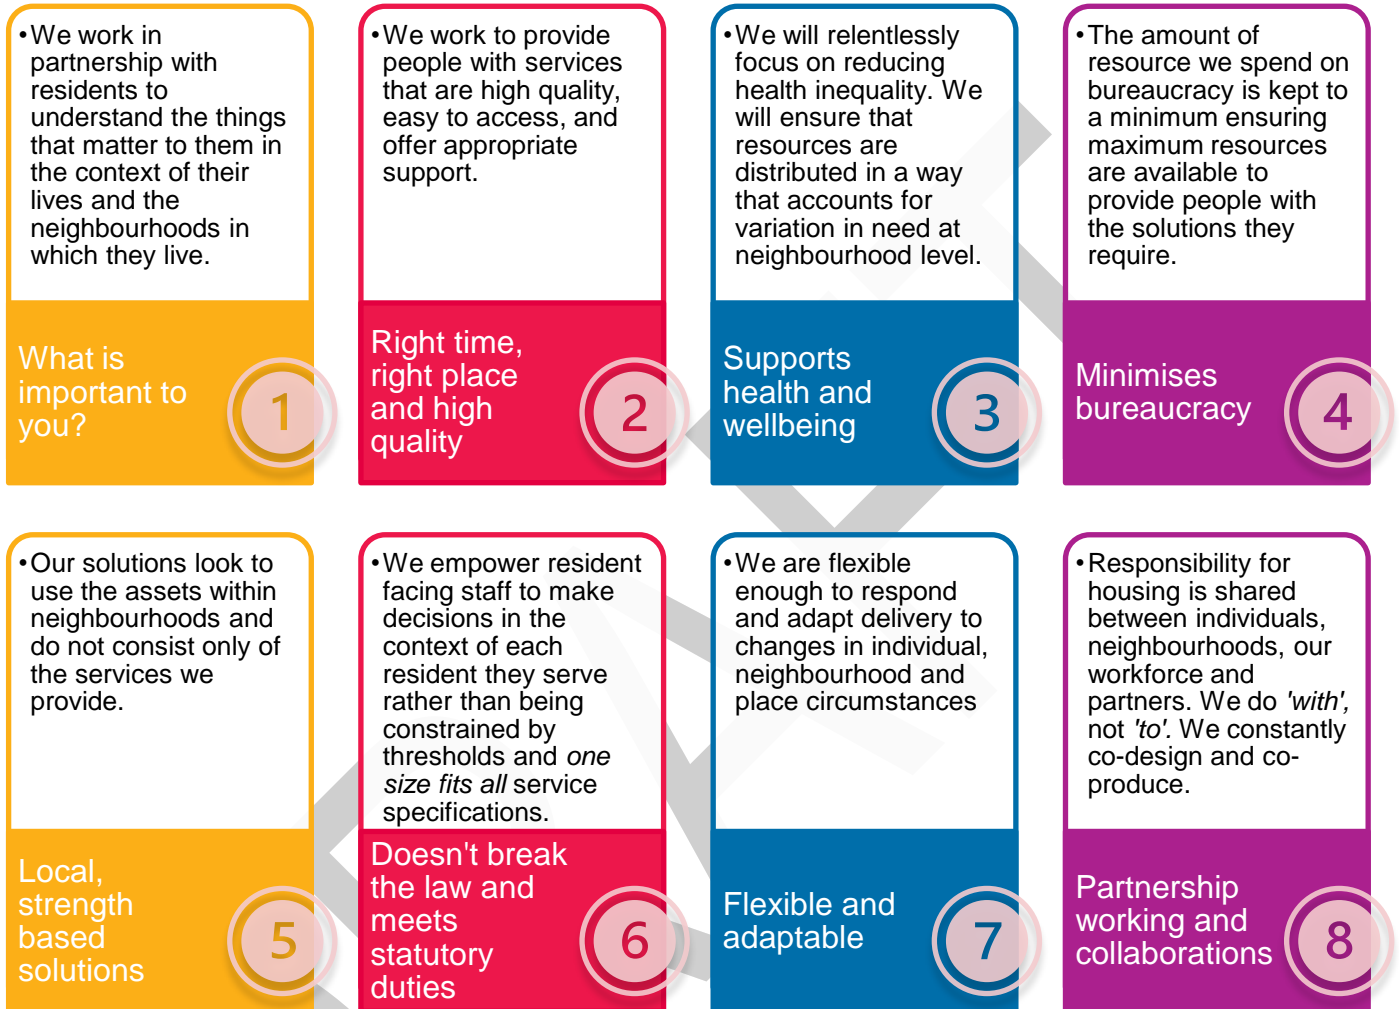 •We work in
partnership with
residents to
understand the things
that matter to them in
the context of their
lives and the
neighbourhoods in
which they live.
What is
important to
you?
1
•We work to provide
people with services
that are high quality,
easy to access, and
offer appropriate
support.
Right time,
right place
and high
quality
2
•We will relentlessly
focus on reducing
health inequality. We
will ensure that
resources are
distributed in a way
that accounts for
variation in need at
neighbourhood level.
Supports
health and
wellbeing
3
•The amount of
resource we spend on
bureaucracy is kept to
a minimum ensuring
maximum resources
are available to
provide people with
the solutions they
require.
Minimises
bureaucracy
4
•Our solutions look to
use the assets within
neighbourhoods and
do not consist only of
the services we
provide.
Local,
strength
based
solutions
5
•We empower resident
facing staff to make
decisions in the
context of each
resident they serve
rather than being
constrained by
thresholds and one
size fits all service
specifications.
Doesn't break
the law and
meets
statutory
duties
6
•We are flexible
enough to respond
and adapt delivery to
changes in individual,
neighbourhood and
place circumstances
Flexible and
adaptable
7
•Responsibility for
housing is shared
between individuals,
neighbourhoods, our
workforce and
partners. We do 'with',
not 'to'. We constantly
co-design and co-
produce.
Partnership
working and
collaborations
8
DRAFT